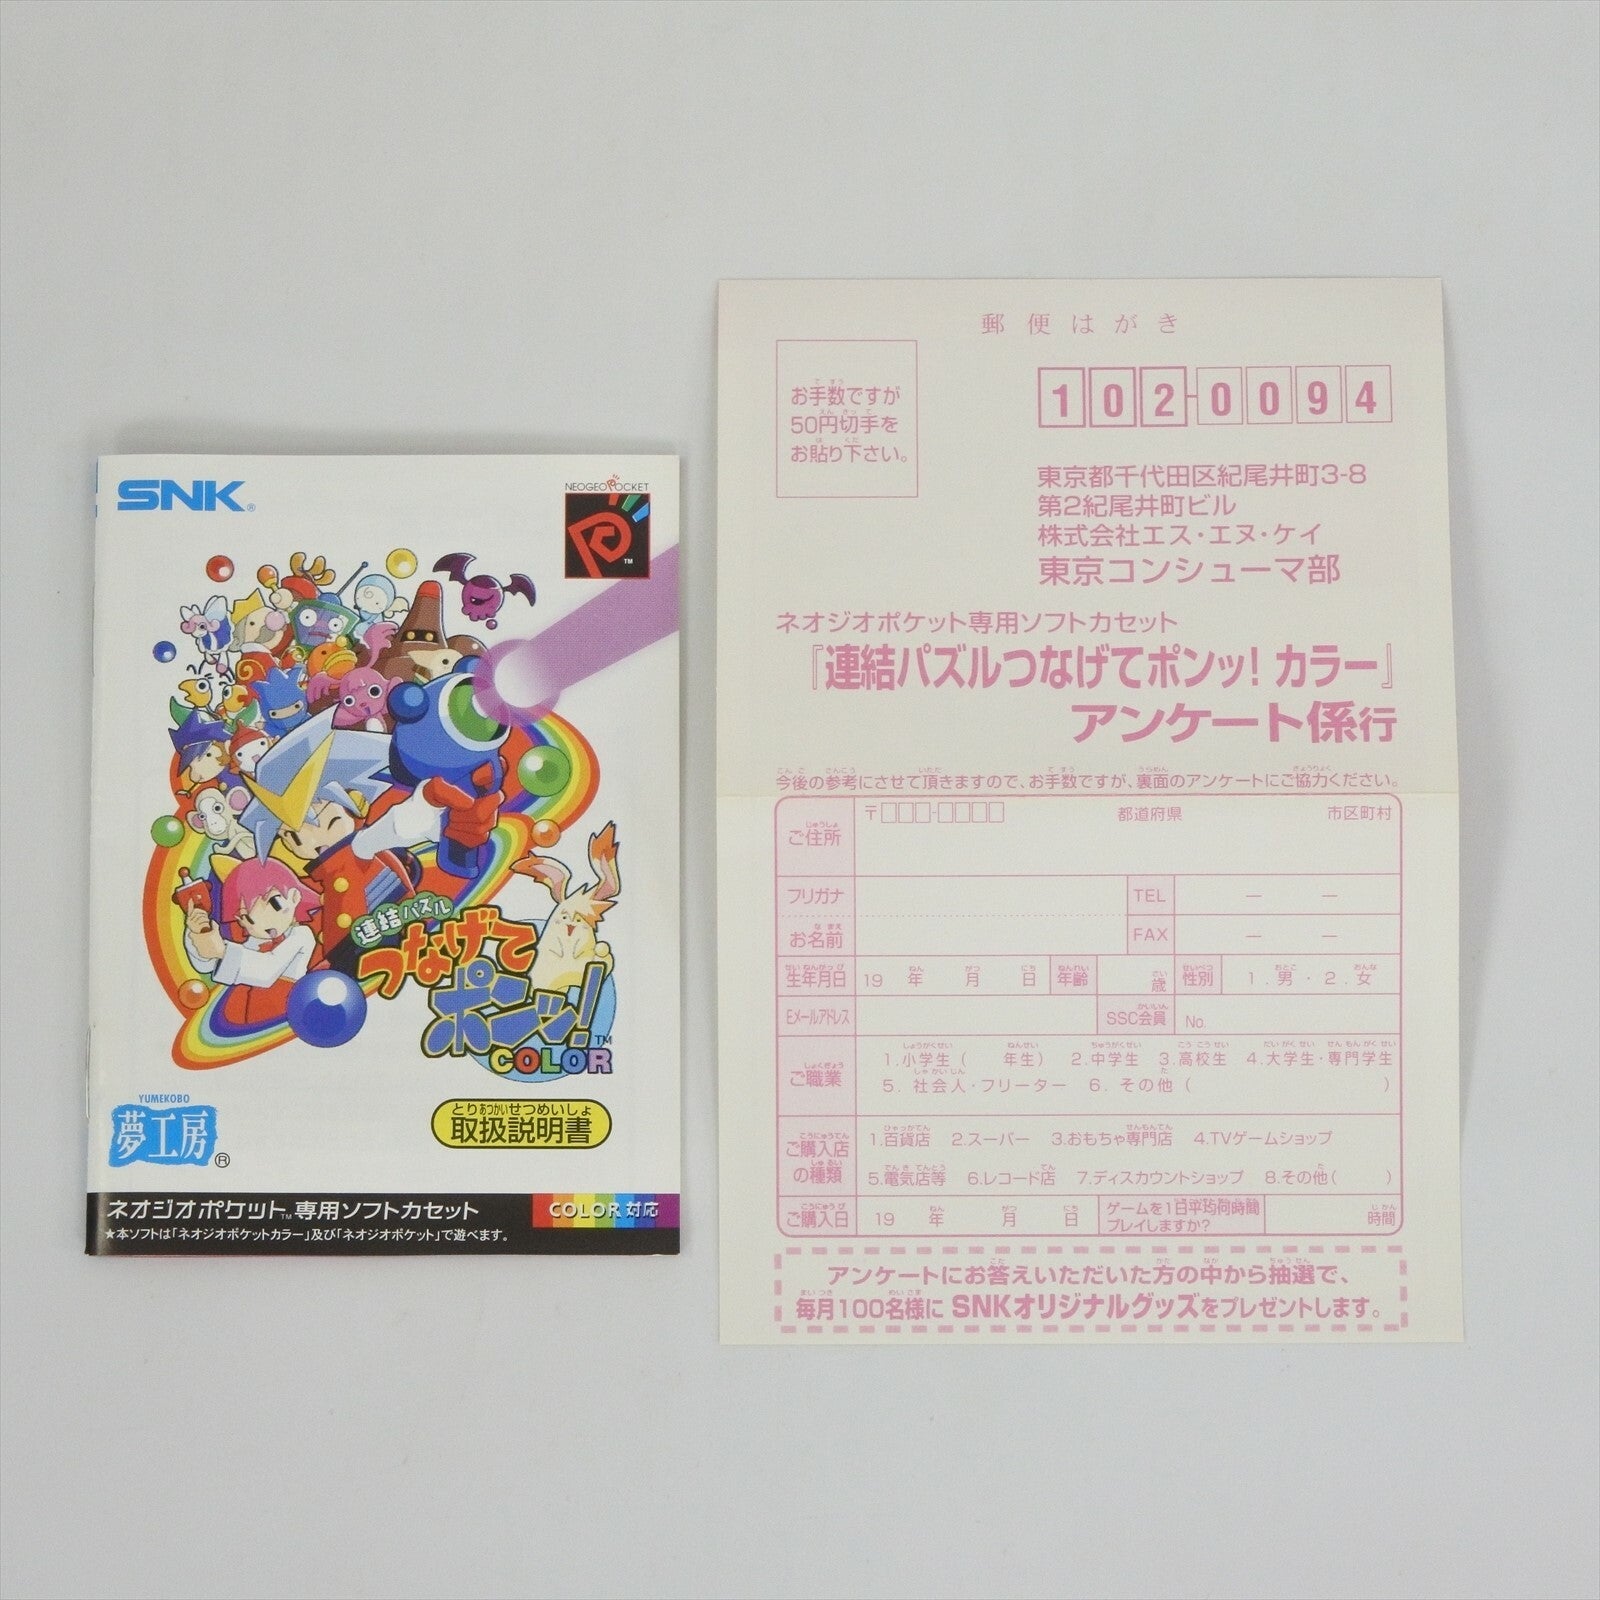 SNK®
NEOGEO POCKET
TM
連結パズル
つなげて
ポンッ!
TM
COLOR
YUMEKOBO
夢工房®
とりあつかいせつめいしょ
取扱説明書
ネオジオポケット™専用ソフトカセット
COLOR 対応
★本ソフトは「ネオジオポケットカラー」及び「ネオジオポケット」で遊べます。
郵便はがき
お手数ですが
50円切手を
お貼り下さい。
102-0094
東京都千代田区紀尾井町3-8
第2紀尾井町ビル
株式会社エス・エヌ・ケイ
東京コンシューマ部
ネオジオポケット専用ソフトカセット
『連結パズルつなげてポンッ! カラー』
アンケート係行
今後の参考にさせて頂きますので、お手数ですが、裏面のアンケートにご協力ください。
ご住所 〒□□□-□□□□ 都道府県 市区町村
フリガナ TEL ― ―
お名前 FAX ― ―
生年月日 19 年 月 日 年齢 歳 性別 1.男・2.女
Eメールアドレス SSC会員 No.
ご職業 1.小学生( 年生) 2.中学生 3.高校生 4.大学生・専門学生
5.社会人・フリーター 6.その他( )
ご購入店の種類 1.百貨店 2.スーパー 3.おもちゃ専門店 4.TVゲームショップ
5.電気店等 6.レコード店 7.ディスカウントショップ 8.その他( )
ご購入日 19 年 月 日 ゲームを1日平均何時間プレイしますか? 時間
アンケートにお答えいただいた方の中から抽選で、
毎月100名様に SNKオリジナルグッズをプレゼントします。